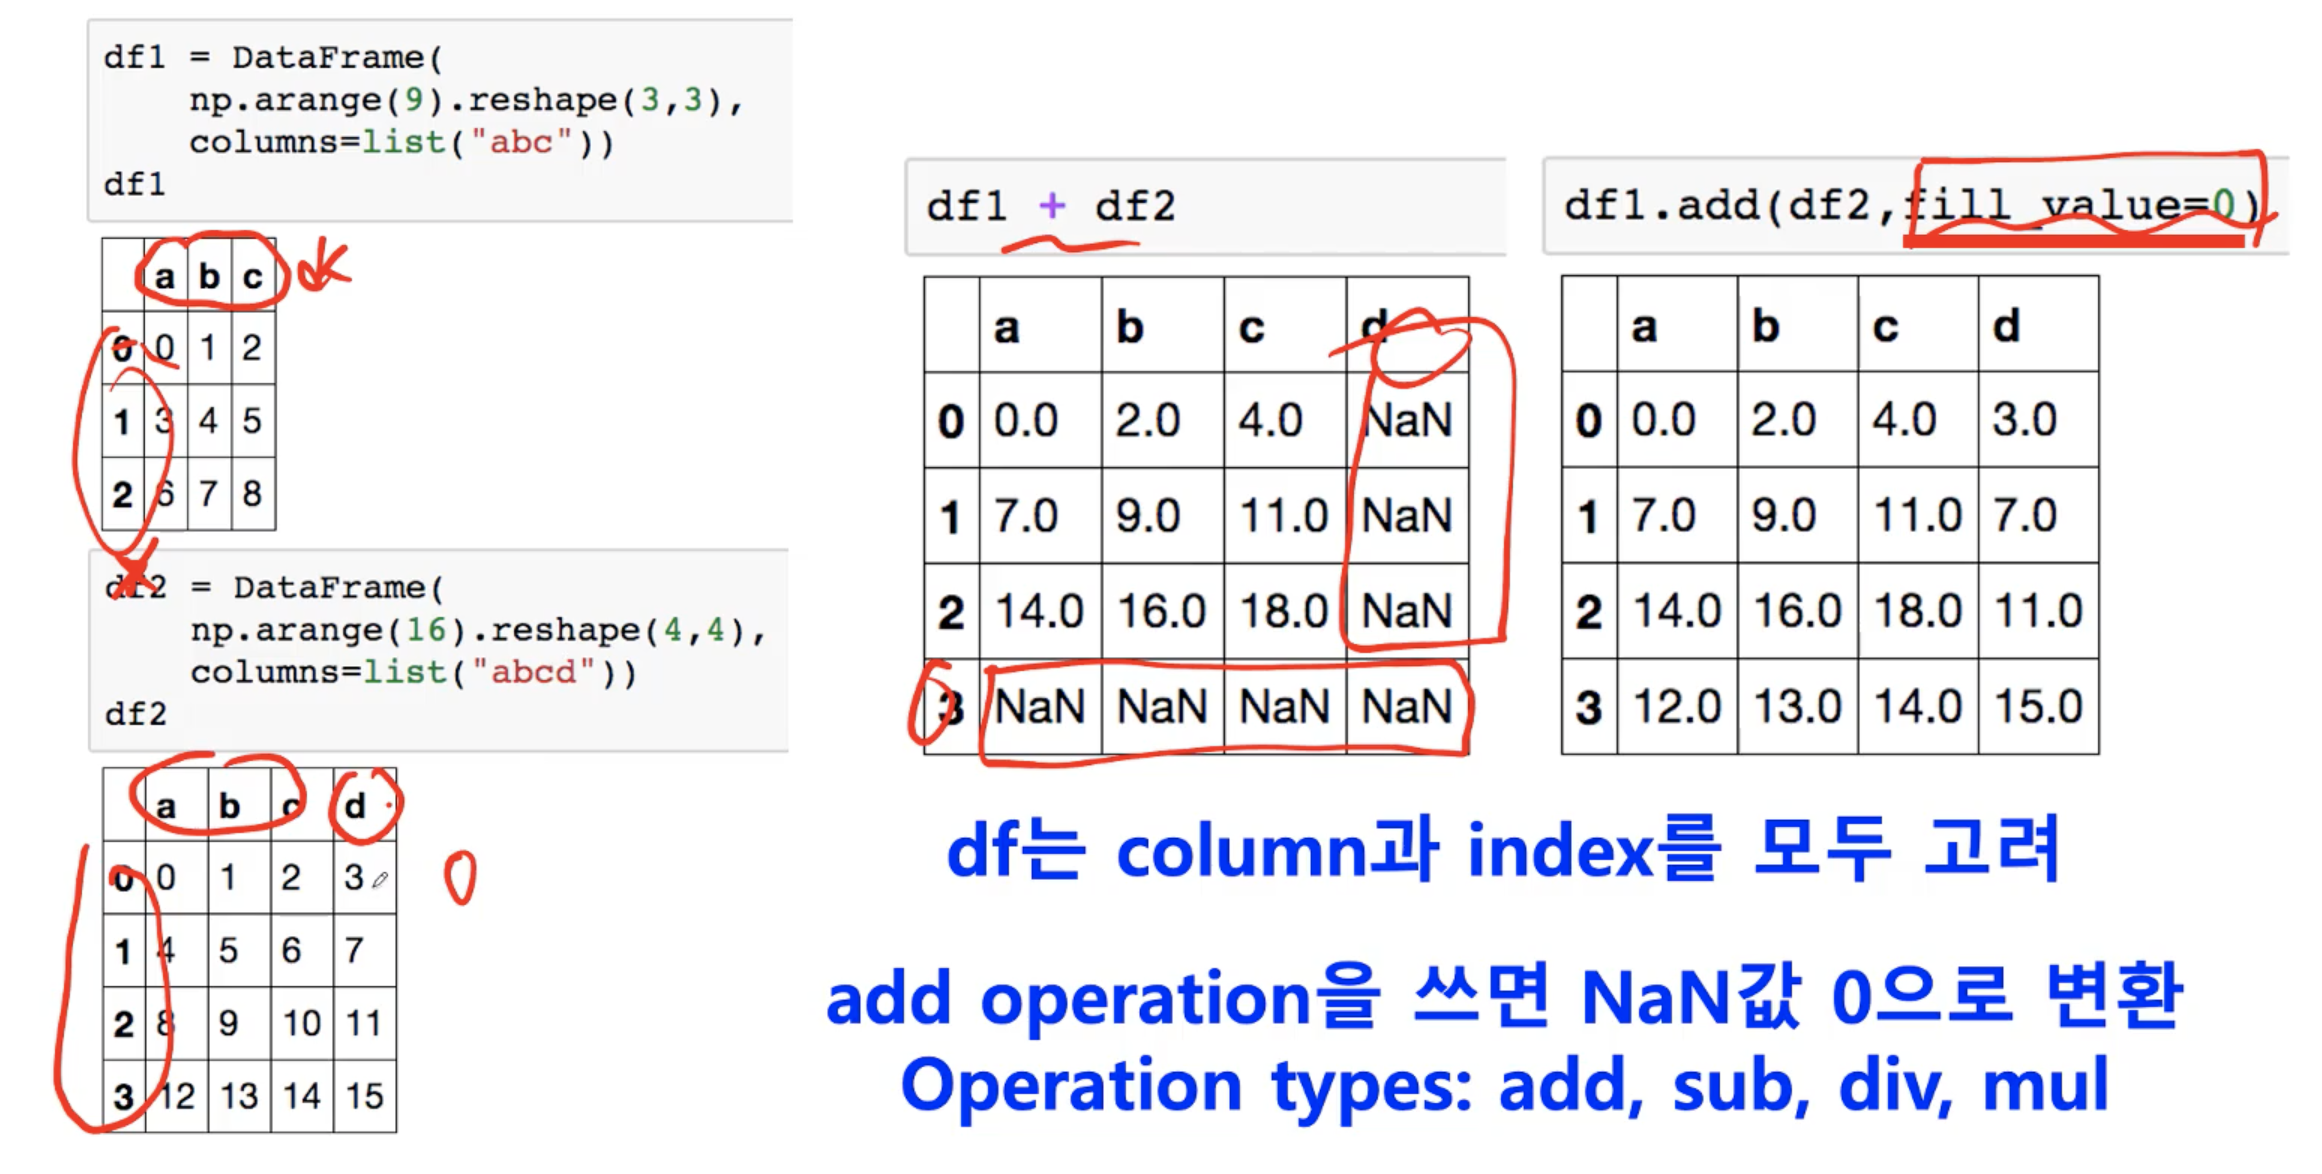 df1 = DataFrame(
np.arange(9).reshape(3,3),
columns=list("abc"))
df1
a b c
0 0 1 2
1 3 4 5
2 6 7 8
df2 = DataFrame(
np.arange(16).reshape(4,4),
columns=list("abcd"))
df2
a b c d
0 0 1 2 3
1 4 5 6 7
2 8 9 10 11
3 12 13 14 15
0
df1 + df2
a b c d
0 0.0 2.0 4.0 NaN
1 7.0 9.0 11.0 NaN
2 14.0 16.0 18.0 NaN
3 NaN NaN NaN NaN
df1.add(df2,fill_value=0)
a b c d
0 0.0 2.0 4.0 3.0
1 7.0 9.0 11.0 7.0
2 14.0 16.0 18.0 11.0
3 12.0 13.0 14.0 15.0
df는 column과 index를 모두 고려
add operation을 쓰면 NaN값 0으로 변환
Operation types: add, sub, div, mul